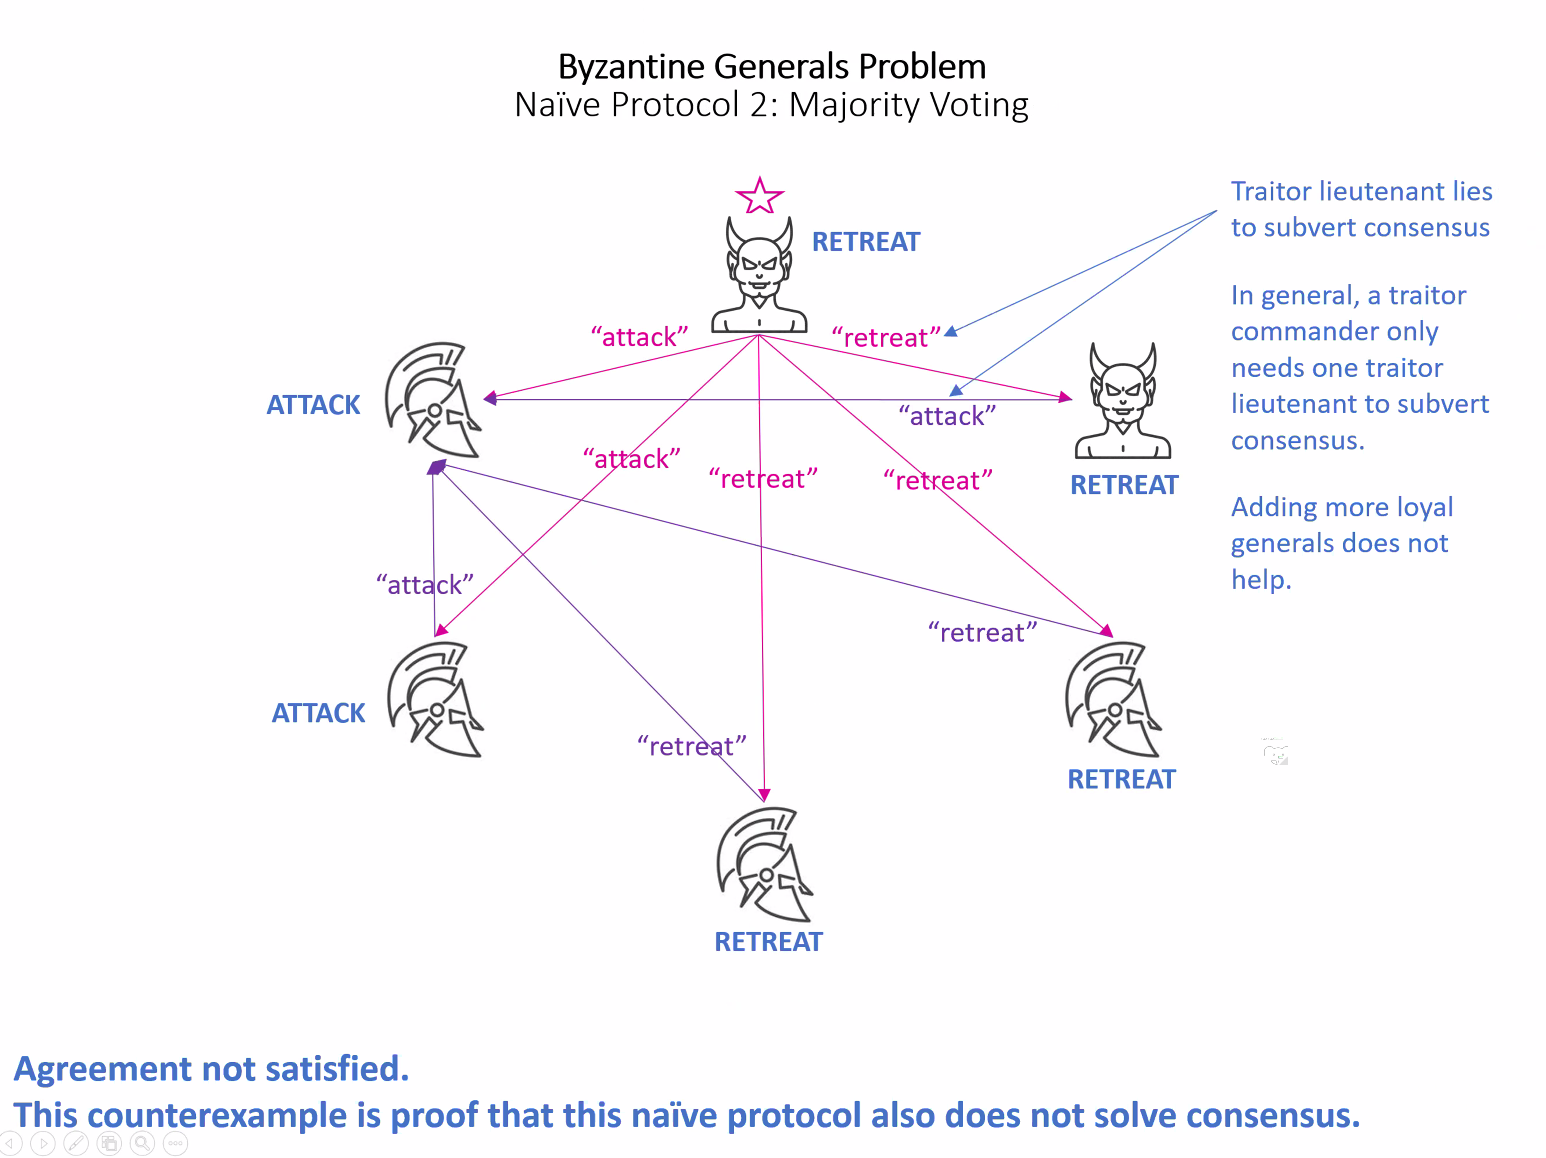 Byzantine Generals Problem
Naïve Protocol 2: Majority Voting
Traitor lieutenant lies
to subvert consensus
RETREAT
In general, a traitor
commander only
needs one traitor
lieutenant to subvert
consensus.
“attack”
“retreat”
ATTACK
“attack”
“attack”
“retreat”
“retreat”
RETREAT
Adding more loyal
generals does not
help.
“attack”
“retreat”
ATTACK
“retreat”
RETREAT
RETREAT
Agreement not satisfied.
This counterexample is proof that this naïve protocol also does not solve consensus.